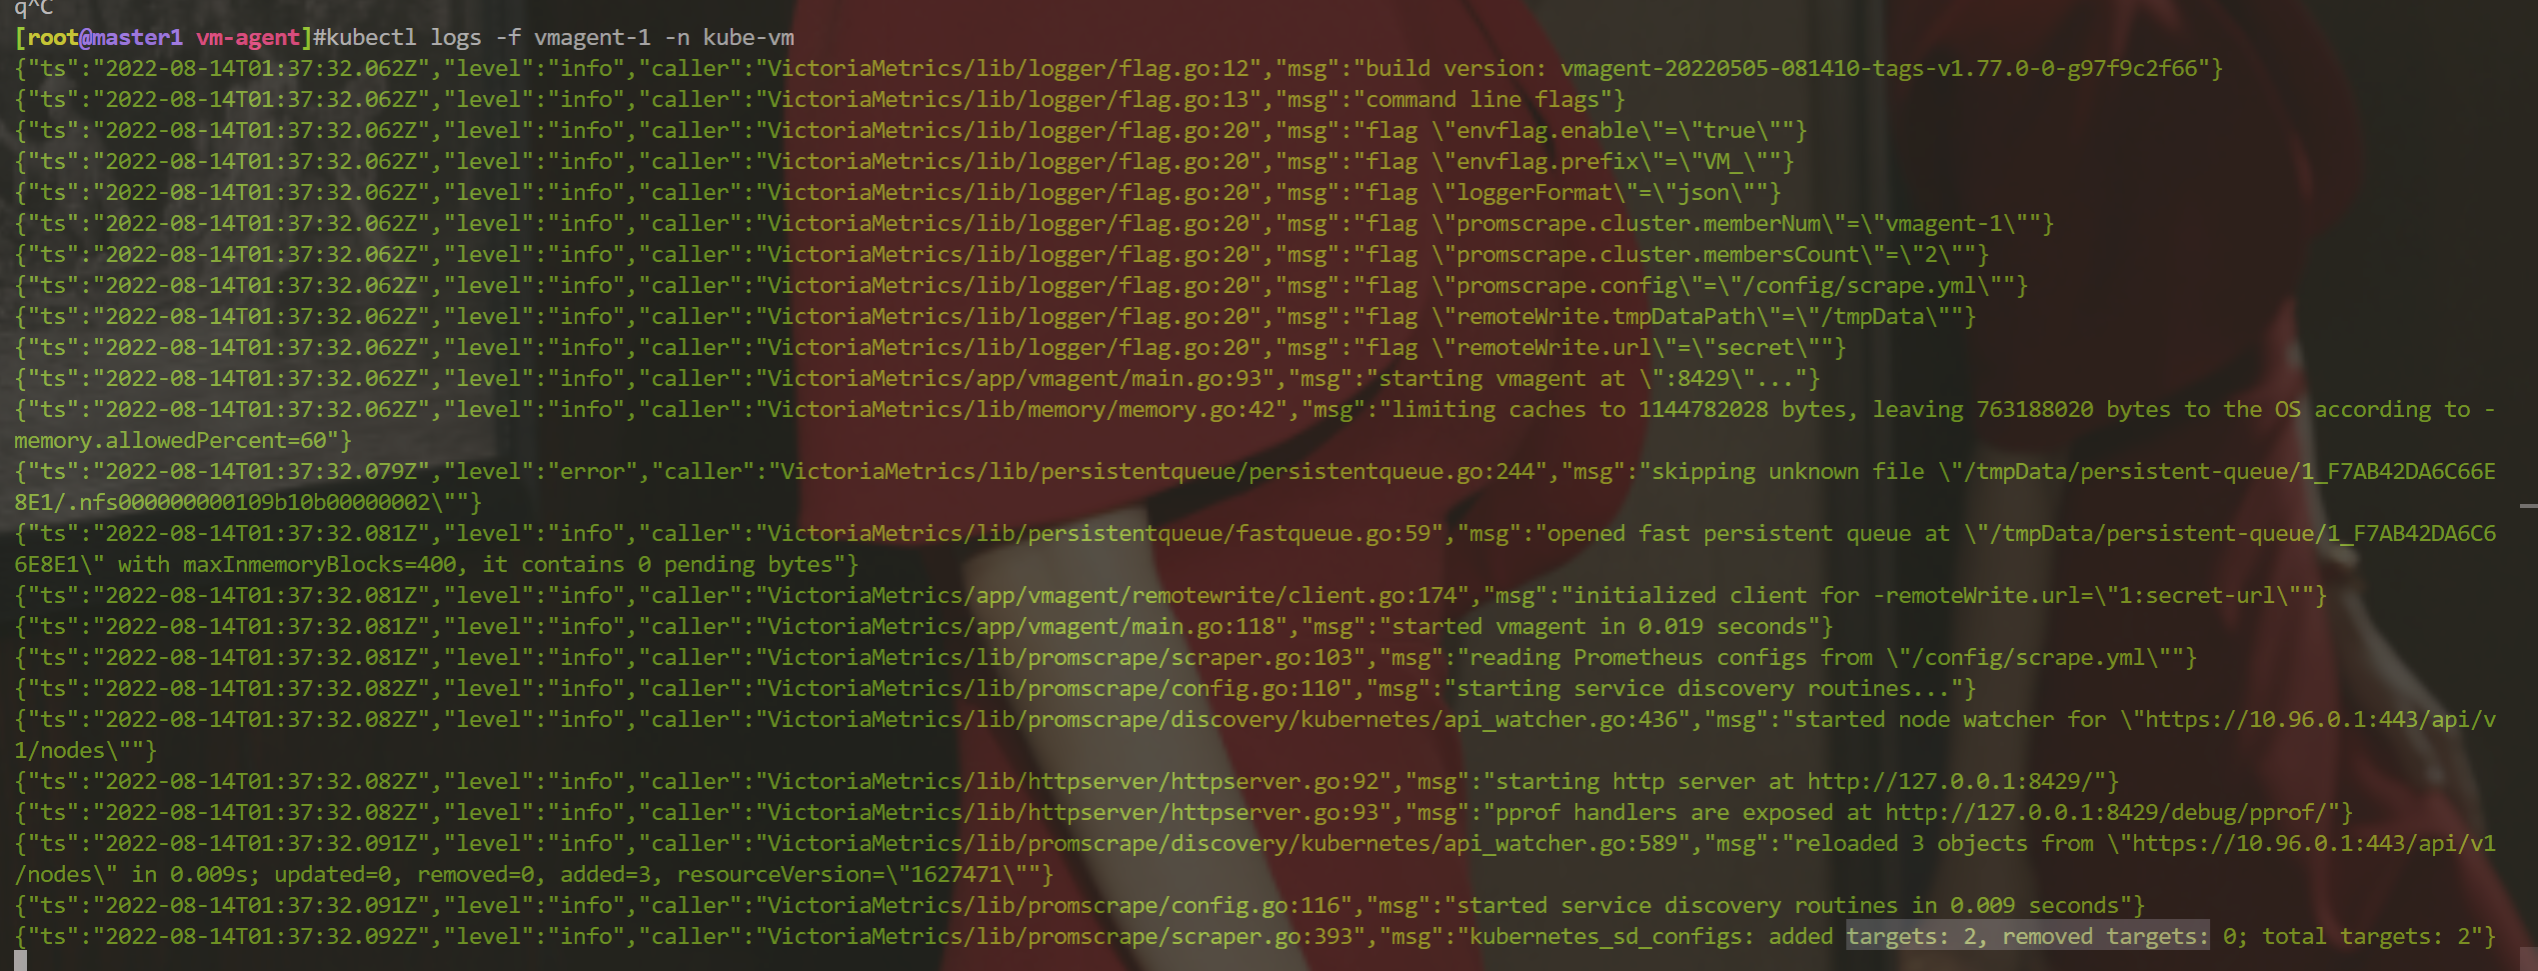 q^C
[root@master1 vm-agent]#kubectl logs -f vmagent-1 -n kube-vm
{"ts":"2022-08-14T01:37:32.062Z","level":"info","caller":"VictoriaMetrics/lib/logger/flag.go:12","msg":"build version: vmagent-20220505-081410-tags-v1.77.0-0-g97f9c2f66"}
{"ts":"2022-08-14T01:37:32.062Z","level":"info","caller":"VictoriaMetrics/lib/logger/flag.go:13","msg":"command line flags"}
{"ts":"2022-08-14T01:37:32.062Z","level":"info","caller":"VictoriaMetrics/lib/logger/flag.go:20","msg":"flag \"envflag.enable\"=\"true\""}
{"ts":"2022-08-14T01:37:32.062Z","level":"info","caller":"VictoriaMetrics/lib/logger/flag.go:20","msg":"flag \"envflag.prefix\"=\"VM_\""}
{"ts":"2022-08-14T01:37:32.062Z","level":"info","caller":"VictoriaMetrics/lib/logger/flag.go:20","msg":"flag \"loggerFormat\"=\"json\""}
{"ts":"2022-08-14T01:37:32.062Z","level":"info","caller":"VictoriaMetrics/lib/logger/flag.go:20","msg":"flag \"promscrape.cluster.memberNum\"=\"vmagent-1\""}
{"ts":"2022-08-14T01:37:32.062Z","level":"info","caller":"VictoriaMetrics/lib/logger/flag.go:20","msg":"flag \"promscrape.cluster.membersCount\"=\"2\""}
{"ts":"2022-08-14T01:37:32.062Z","level":"info","caller":"VictoriaMetrics/lib/logger/flag.go:20","msg":"flag \"promscrape.config\"=\"/config/scrape.yml\""}
{"ts":"2022-08-14T01:37:32.062Z","level":"info","caller":"VictoriaMetrics/lib/logger/flag.go:20","msg":"flag \"remoteWrite.tmpDataPath\"=\"/tmpData\""}
{"ts":"2022-08-14T01:37:32.062Z","level":"info","caller":"VictoriaMetrics/lib/logger/flag.go:20","msg":"flag \"remoteWrite.url\"=\"secret\""}
{"ts":"2022-08-14T01:37:32.062Z","level":"info","caller":"VictoriaMetrics/app/vmagent/main.go:93","msg":"starting vmagent at \":8429\"..."}
{"ts":"2022-08-14T01:37:32.062Z","level":"info","caller":"VictoriaMetrics/lib/memory/memory.go:42","msg":"limiting caches to 1144782028 bytes, leaving 763188020 bytes to the OS according to -
memory.allowedPercent=60"}
{"ts":"2022-08-14T01:37:32.079Z","level":"error","caller":"VictoriaMetrics/lib/persistentqueue/persistentqueue.go:244","msg":"skipping unknown file \"/tmpData/persistent-queue/1_F7AB42DA6C66E
8E1/.nfs000000000109b10b00000002\""}
{"ts":"2022-08-14T01:37:32.081Z","level":"info","caller":"VictoriaMetrics/lib/persistentqueue/fastqueue.go:59","msg":"opened fast persistent queue at \"/tmpData/persistent-queue/1_F7AB42DA6C6
6E8E1\" with maxInmemoryBlocks=400, it contains 0 pending bytes"}
{"ts":"2022-08-14T01:37:32.081Z","level":"info","caller":"VictoriaMetrics/app/vmagent/remotewrite/client.go:174","msg":"initialized client for -remoteWrite.url=\"1:secret-url\""}
{"ts":"2022-08-14T01:37:32.081Z","level":"info","caller":"VictoriaMetrics/app/vmagent/main.go:118","msg":"started vmagent in 0.019 seconds"}
{"ts":"2022-08-14T01:37:32.081Z","level":"info","caller":"VictoriaMetrics/lib/promscrape/scraper.go:103","msg":"reading Prometheus configs from \"/config/scrape.yml\""}
{"ts":"2022-08-14T01:37:32.082Z","level":"info","caller":"VictoriaMetrics/lib/promscrape/config.go:110","msg":"starting service discovery routines..."}
{"ts":"2022-08-14T01:37:32.082Z","level":"info","caller":"VictoriaMetrics/lib/promscrape/discovery/kubernetes/api_watcher.go:436","msg":"started node watcher for \"https://10.96.0.1:443/api/v
1/nodes\""}
{"ts":"2022-08-14T01:37:32.082Z","level":"info","caller":"VictoriaMetrics/lib/httpserver/httpserver.go:92","msg":"starting http server at http://127.0.0.1:8429/"}
{"ts":"2022-08-14T01:37:32.082Z","level":"info","caller":"VictoriaMetrics/lib/httpserver/httpserver.go:93","msg":"pprof handlers are exposed at http://127.0.0.1:8429/debug/pprof/"}
{"ts":"2022-08-14T01:37:32.091Z","level":"info","caller":"VictoriaMetrics/lib/promscrape/discovery/kubernetes/api_watcher.go:589","msg":"reloaded 3 objects from \"https://10.96.0.1:443/api/v1
/nodes\" in 0.009s; updated=0, removed=0, added=3, resourceVersion=\"1627471\""}
{"ts":"2022-08-14T01:37:32.091Z","level":"info","caller":"VictoriaMetrics/lib/promscrape/config.go:116","msg":"started service discovery routines in 0.009 seconds"}
{"ts":"2022-08-14T01:37:32.092Z","level":"info","caller":"VictoriaMetrics/lib/promscrape/scraper.go:393","msg":"kubernetes_sd_configs: added targets: 2, removed targets: 0; total targets: 2"}